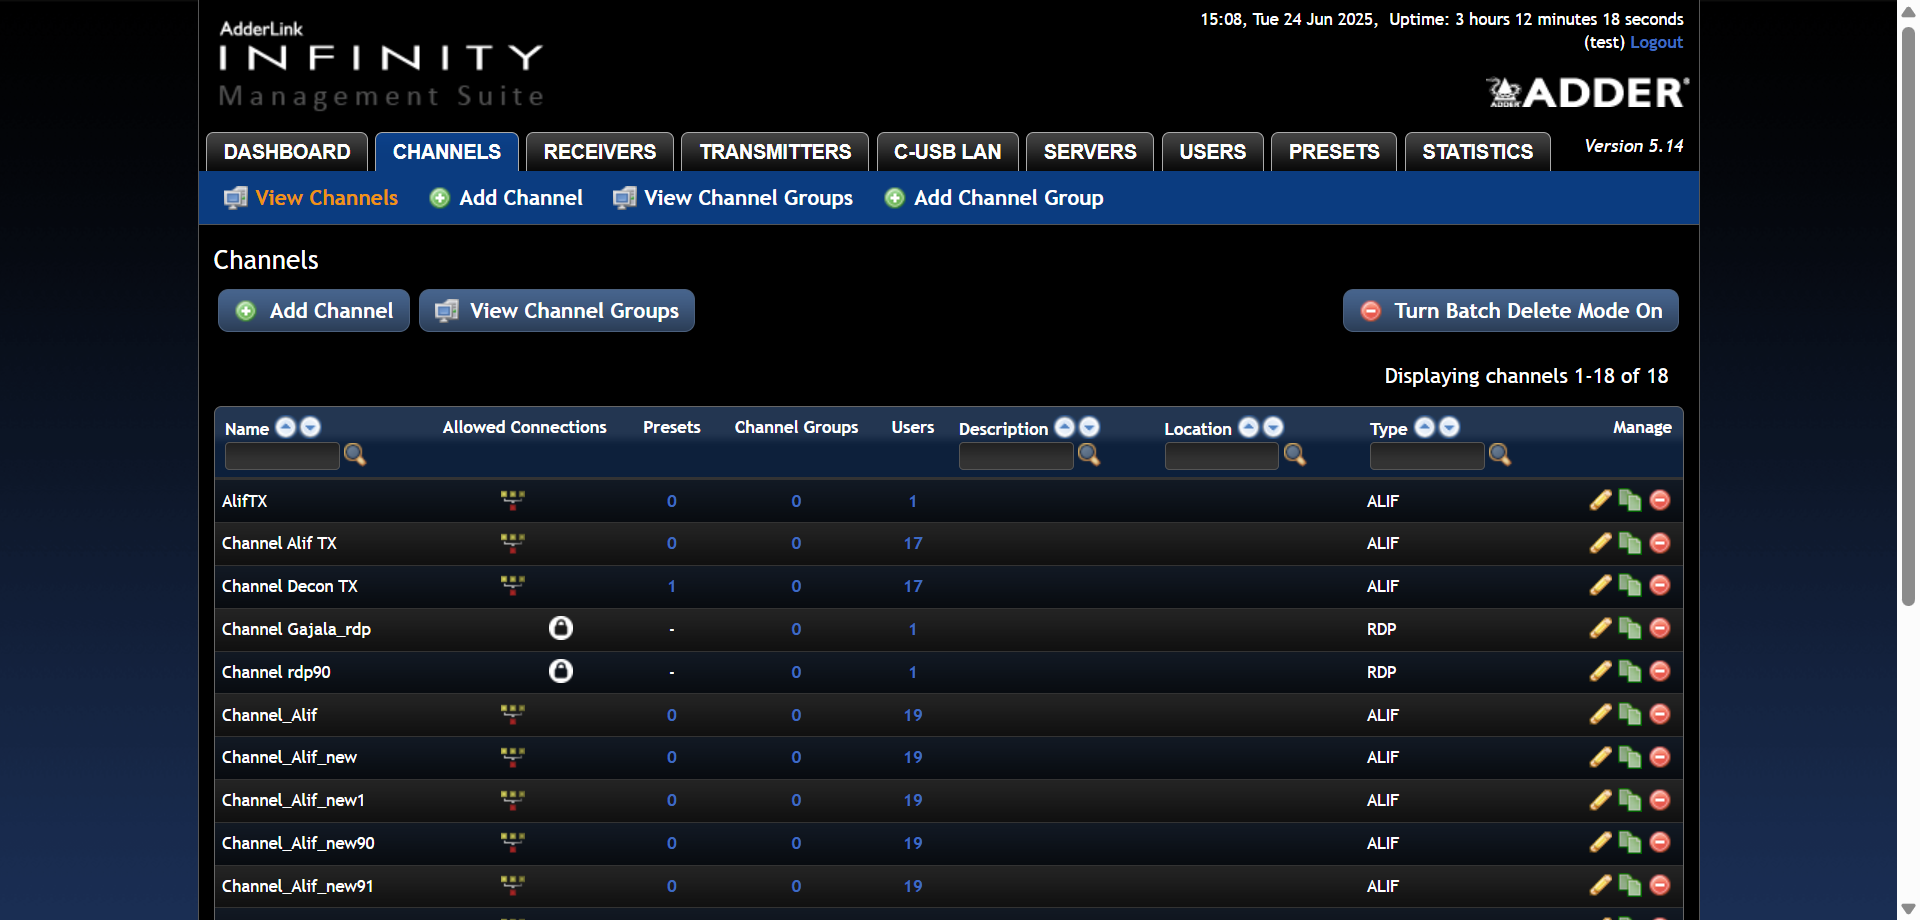 AdderLink
INFINITY
Management Suite
15:08, Tue 24 Jun 2025, Uptime: 3 hours 12 minutes 18 seconds
(test) Logout
ADDER
ADDER
DASHBOARD CHANNELS RECEIVERS TRANSMITTERS C-USB LAN SERVERS USERS PRESETS STATISTICS Version 5.14
View Channels Add Channel View Channel Groups Add Channel Group
Channels
Add Channel View Channel Groups Turn Batch Delete Mode On
Displaying channels 1-18 of 18
Name Allowed Connections Presets Channel Groups Users Description Location Type Manage
AlifTX 0 0 1 ALIF
Channel Alif TX 0 0 17 ALIF
Channel Decon TX 1 0 17 ALIF
Channel Gajala_rdp - 0 1 RDP
Channel rdp90 - 0 1 RDP
Channel_Alif 0 0 19 ALIF
Channel_Alif_new 0 0 19 ALIF
Channel_Alif_new1 0 0 19 ALIF
Channel_Alif_new90 0 0 19 ALIF
Channel_Alif_new91 0 0 19 ALIF